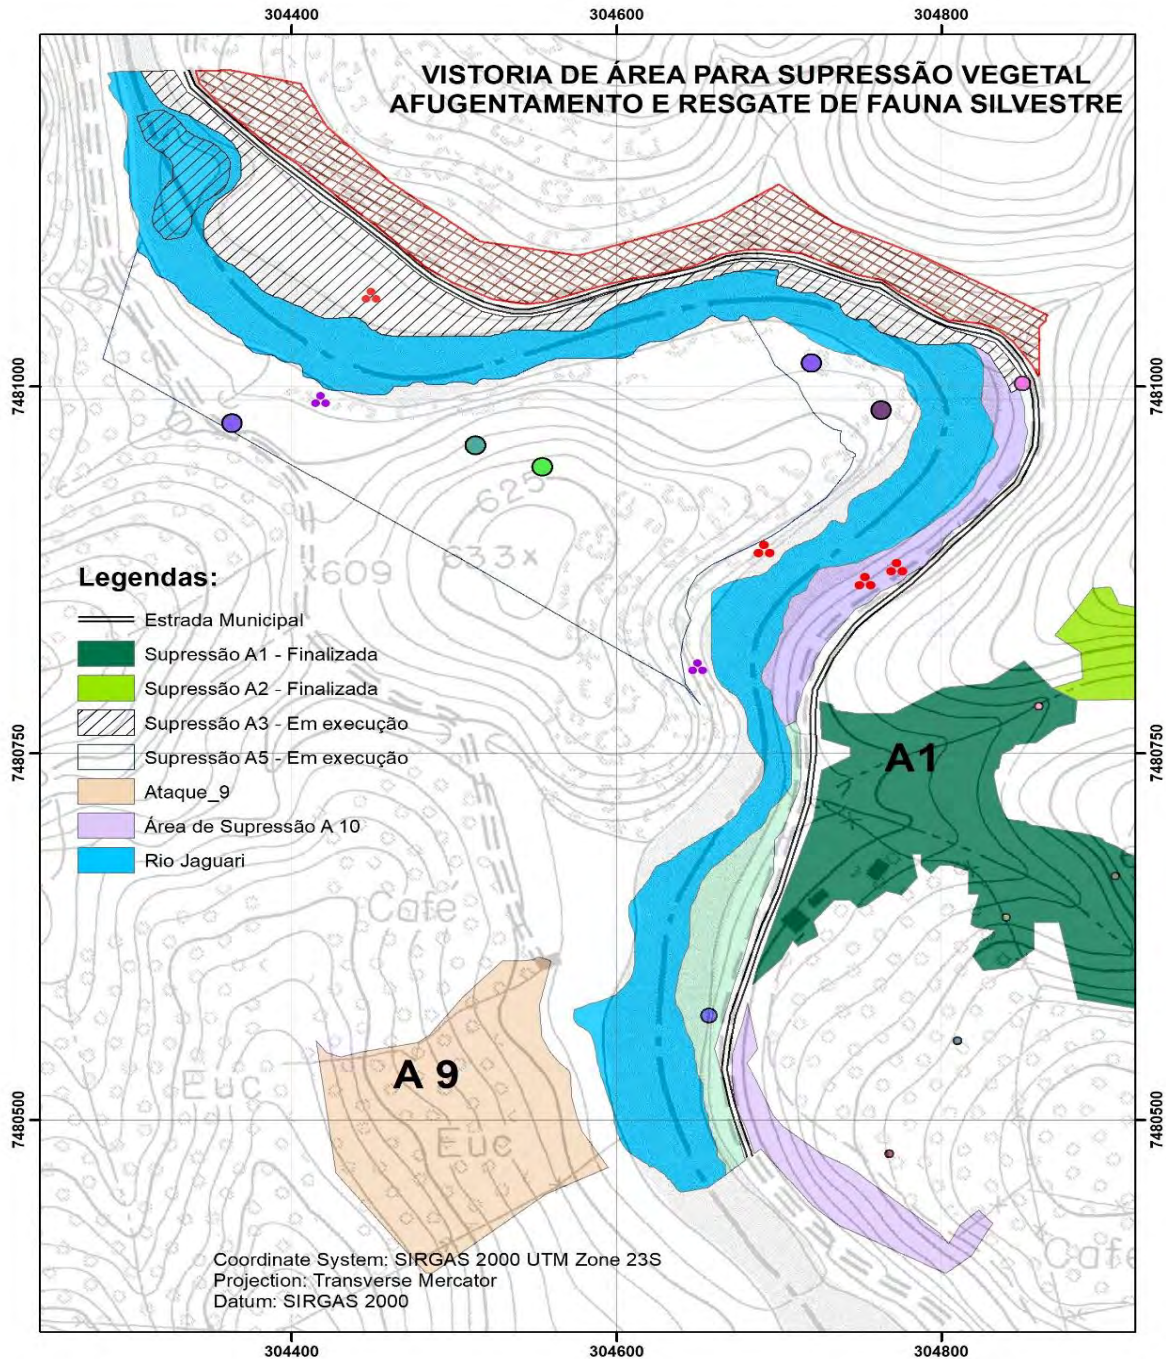 304400 304600 304800
VISTORIA DE ÁREA PARA SUPRESSÃO VEGETAL
AFUGENTAMENTO E RESGATE DE FAUNA SILVESTRE
7481000 7481000
625
633x
x609
Legendas:
Estrada Municipal
Supressão A1 - Finalizada
Supressão A2 - Finalizada
Supressão A3 - Em execução
Supressão A5 - Em execução
Ataque_9
Área de Supressão A 10
Rio Jaguari
7480750 7480750
A1
Café
A 9
Euc
Euc
7480500 7480500
Café
Coordinate System: SIRGAS 2000 UTM Zone 23S
Projection: Transverse Mercator
Datum: SIRGAS 2000
304400 304600 304800